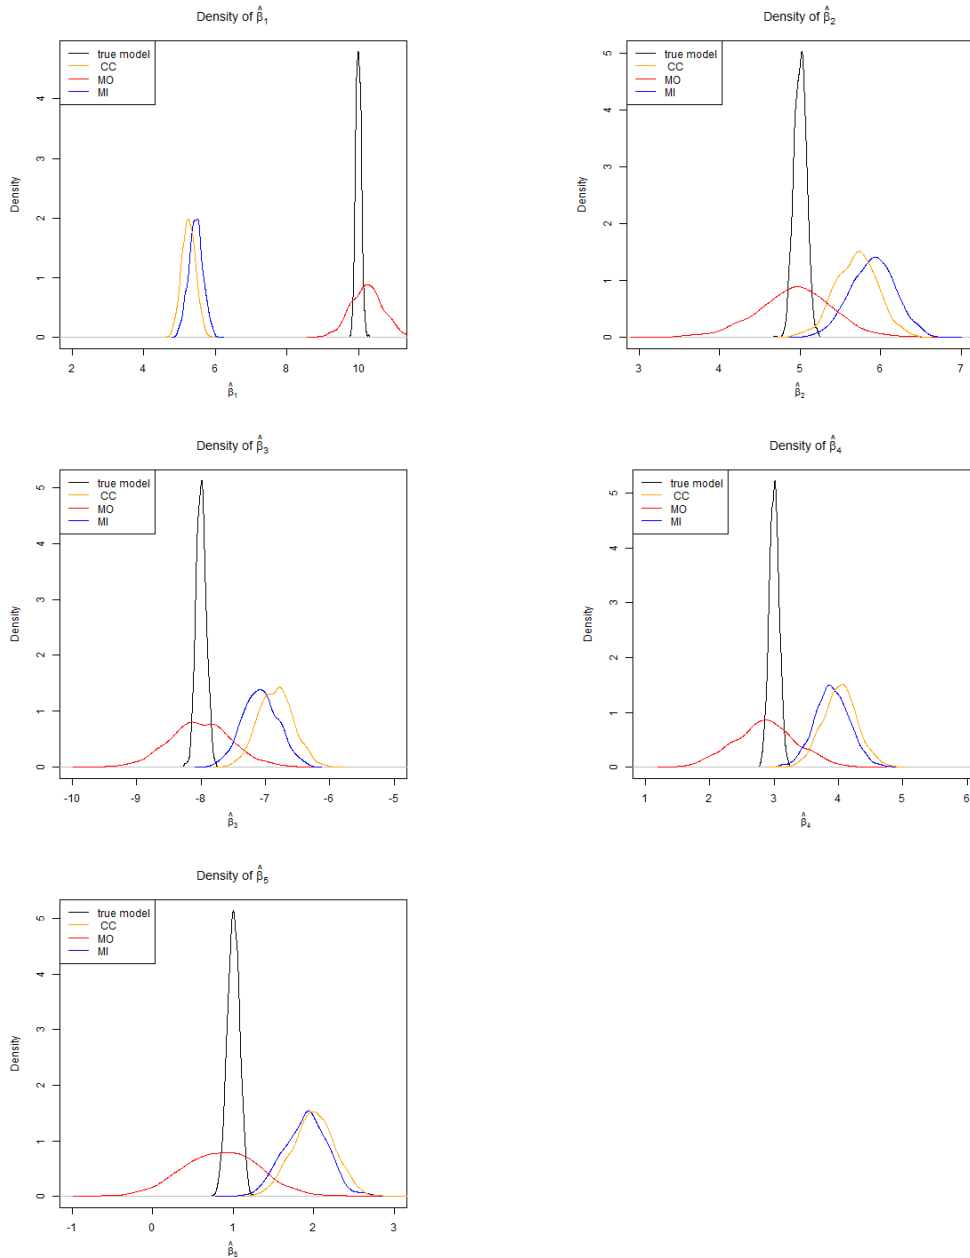 Density of β̂₁
true model
CC
MO
MI
Density
0 1 2 3 4
2 4 6 8 10
β̂₁
Density of β̂₂
true model
CC
MO
MI
Density
0 1 2 3 4 5
3 4 5 6 7
β̂₂
Density of β̂₃
true model
CC
MO
MI
Density
0 1 2 3 4 5
-10 -9 -8 -7 -6 -5
β̂₃
Density of β̂₄
true model
CC
MO
MI
Density
0 1 2 3 4 5
1 2 3 4 5 6
β̂₄
Density of β̂₅
true model
CC
MO
MI
Density
0 1 2 3 4 5
-1 0 1 2 3
β̂₅